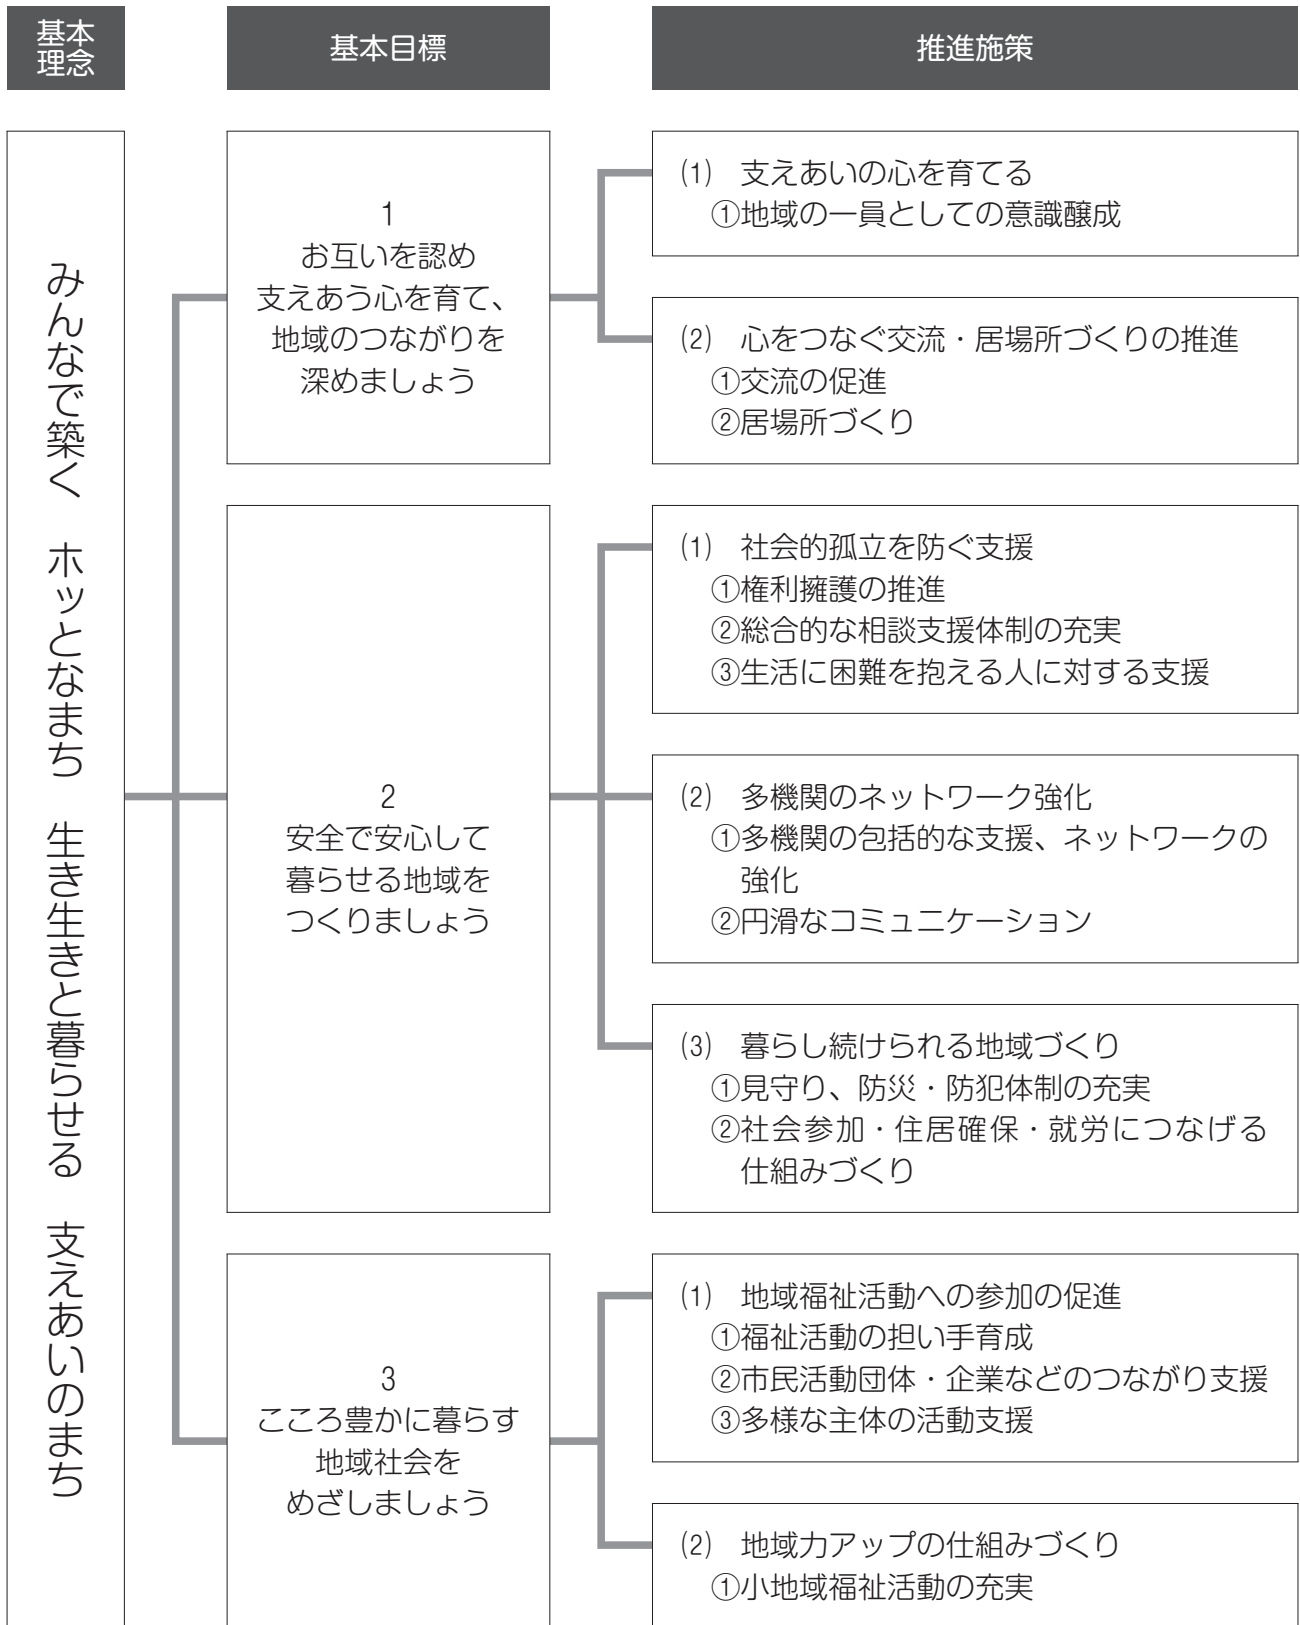 基本
理念
基本目標
推進施策
みんなで築く　ホッとなまち　生き生きと暮らせる　支えあいのまち
1
お互いを認め
支えあう心を育て、
地域のつながりを
深めましょう
(1)　支えあいの心を育てる
①地域の一員としての意識醸成
(2)　心をつなぐ交流・居場所づくりの推進
①交流の促進
②居場所づくり
2
安全で安心して
暮らせる地域を
つくりましょう
(1)　社会的孤立を防ぐ支援
①権利擁護の推進
②総合的な相談支援体制の充実
③生活に困難を抱える人に対する支援
(2)　多機関のネットワーク強化
①多機関の包括的な支援、ネットワークの
強化
②円滑なコミュニケーション
(3)　暮らし続けられる地域づくり
①見守り、防災・防犯体制の充実
②社会参加・住居確保・就労につなげる
仕組みづくり
3
こころ豊かに暮らす
地域社会を
めざしましょう
(1)　地域福祉活動への参加の促進
①福祉活動の担い手育成
②市民活動団体・企業などのつながり支援
③多様な主体の活動支援
(2)　地域力アップの仕組みづくり
①小地域福祉活動の充実